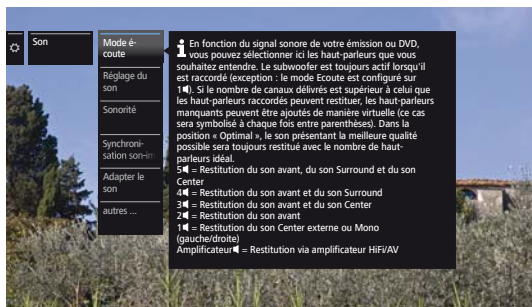 Son
Mode é-
coute
Réglage du
son
Sonorité
Synchroni-
sation son-im
Adapter le
son
autres ...
En fonction du signal sonore de votre émission ou DVD,
vous pouvez sélectionner ici les haut-parleurs que vous
souhaitez entendre. Le subwoofer est toujours actif lorsqu'il
est raccordé (exception : le mode Ecoute est configuré sur
1). Si le nombre de canaux délivrés est supérieur à celui que
les haut-parleurs raccordés peuvent restituer, les haut-parleurs
manquants peuvent être ajoutés de manière virtuelle (ce cas
sera symbolisé à chaque fois entre parenthèses). Dans la
position « Optimal », le son présentant la meilleure qualité
possible sera toujours restitué avec le nombre de haut-
parleurs idéal.
5 = Restitution du son avant, du son Surround et du son
Center
4 = Restitution du son avant et du son Surround
3 = Restitution du son avant et du son Center
2 = Restitution du son avant
1 = Restitution du son Center externe ou Mono
(gauche/droite)
Amplificateur = Restitution via amplificateur HiFi/AV